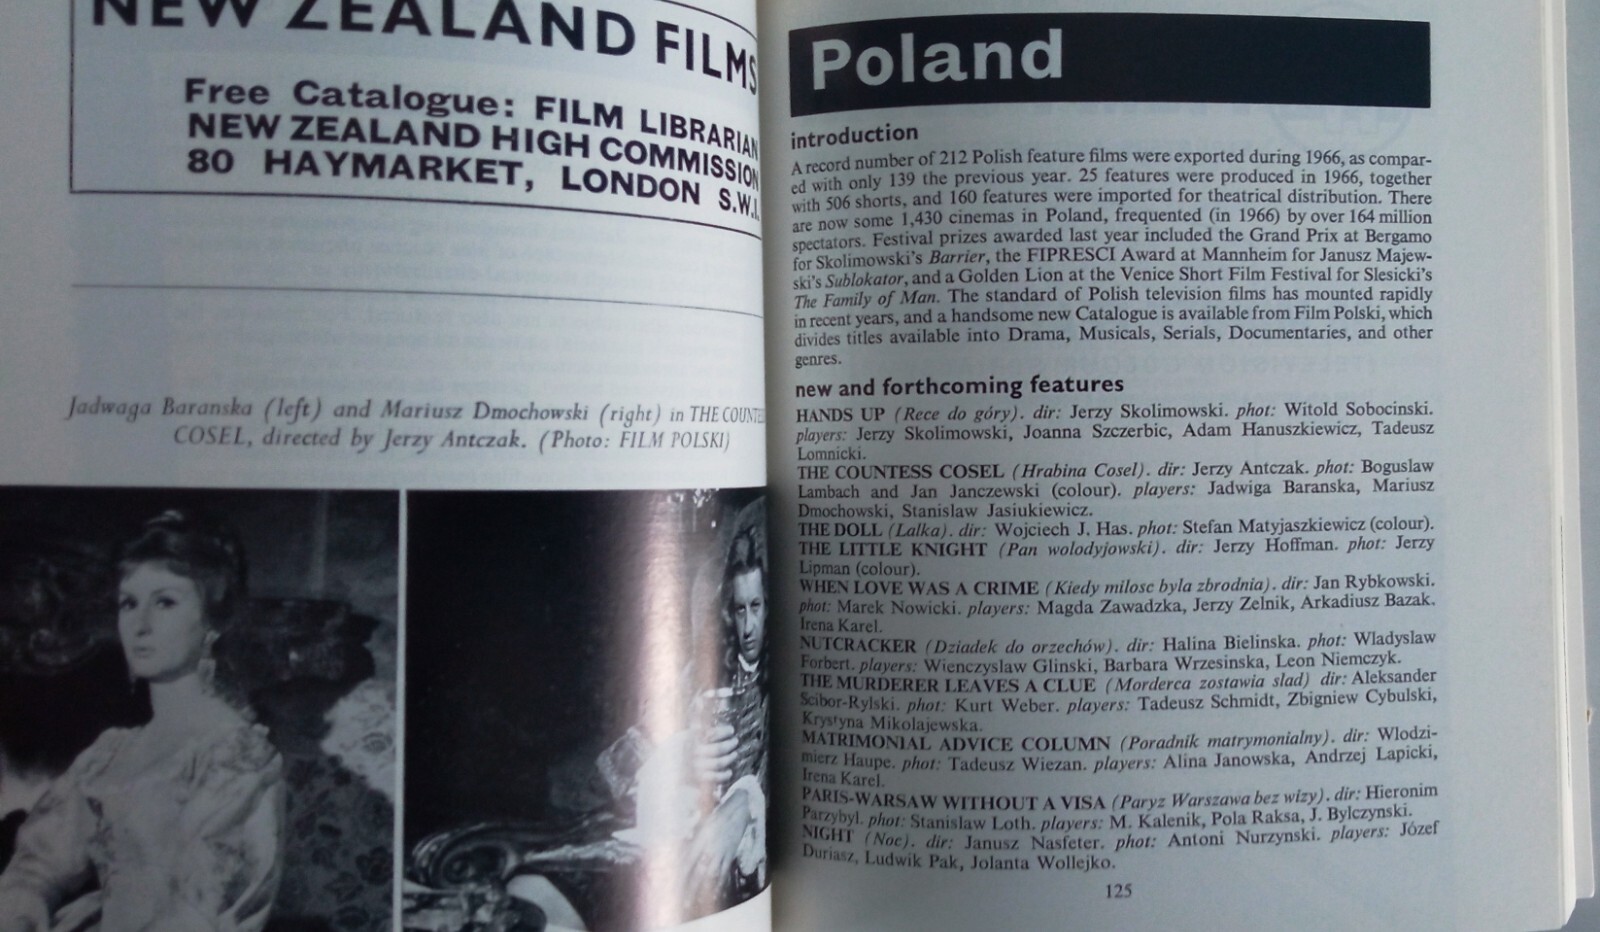 NEW ZEALAND FILMS
Free Catalogue: FILM LIBRARIAN
NEW ZEALAND HIGH COMMISSION
80 HAYMARKET, LONDON S.W.I.
Jadwaga Baranska (left) and Mariusz Dmochowski (right) in THE COUNTE
COSEL, directed by Jerzy Antczak. (Photo: FILM POLSKI)
Poland
introduction
A record number of 212 Polish feature films were exported during 1966, as compar-
ed with only 139 the previous year. 25 features were produced in 1966, together
with 506 shorts, and 160 features were imported for theatrical distribution. There
are now some 1,430 cinemas in Poland, frequented (in 1966) by over 164 million
spectators. Festival prizes awarded last year included the Grand Prix at Bergamo
for Skolimowski's Barrier, the FIPRESCI Award at Mannheim for Janusz Majew-
ski's Sublokator, and a Golden Lion at the Venice Short Film Festival for Slesicki's
The Family of Man. The standard of Polish television films has mounted rapidly
in recent years, and a handsome new Catalogue is available from Film Polski, which
divides titles available into Drama, Musicals, Serials, Documentaries, and other
genres.
new and forthcoming features
HANDS UP (Rece do góry). dir: Jerzy Skolimowski. phot: Witold Sobocinski.
players: Jerzy Skolimowski, Joanna Szczerbic, Adam Hanuszkiewicz, Tadeusz
Lomnicki.
THE COUNTESS COSEL (Hrabina Cosel). dir: Jerzy Antczak. phot: Boguslaw
Lambach and Jan Janczewski (colour). players: Jadwiga Baranska, Mariusz
Dmochowski, Stanislaw Jasiukiewicz.
THE DOLL (Lalka). dir: Wojciech J. Has. phot: Stefan Matyjaszkiewicz (colour).
THE LITTLE KNIGHT (Pan wolodyjowski). dir: Jerzy Hoffman. phot: Jerzy
Lipman (colour).
WHEN LOVE WAS A CRIME (Kiedy milosc byla zbrodnia). dir: Jan Rybkowski.
phot: Marek Nowicki. players: Magda Zawadzka, Jerzy Zelnik, Arkadiusz Bazak.
Irena Karel.
NUTCRACKER (Dziadek do orzechów). dir: Halina Bielinska. phot: Wladyslaw
Forbert. players: Wienczyslaw Glinski, Barbara Wrzesinska, Leon Niemczyk.
THE MURDERER LEAVES A CLUE (Morderca zostawia slad) dir: Aleksander
Scibor-Rylski. phot: Kurt Weber. players: Tadeusz Schmidt, Zbigniew Cybulski,
Krystyna Mikolajewska.
MATRIMONIAL ADVICE COLUMN (Poradnik matrymonialny). dir: Wlodzi-
mierz Haupe. phot: Tadeusz Wiezan. players: Alina Janowska, Andrzej Lapicki,
Irena Karel.
PARIS-WARSAW WITHOUT A VISA (Paryz Warszawa bez wizy). dir: Hieronim
Parzybyl. phot: Stanislaw Loth. players: M. Kalenik, Pola Raksa, J. Bylczynski.
NIGHT (Noc). dir: Janusz Nasfeter. phot: Antoni Nurzynski. players: Józef
Duriasz, Ludwik Pak, Jolanta Wollejko.
125